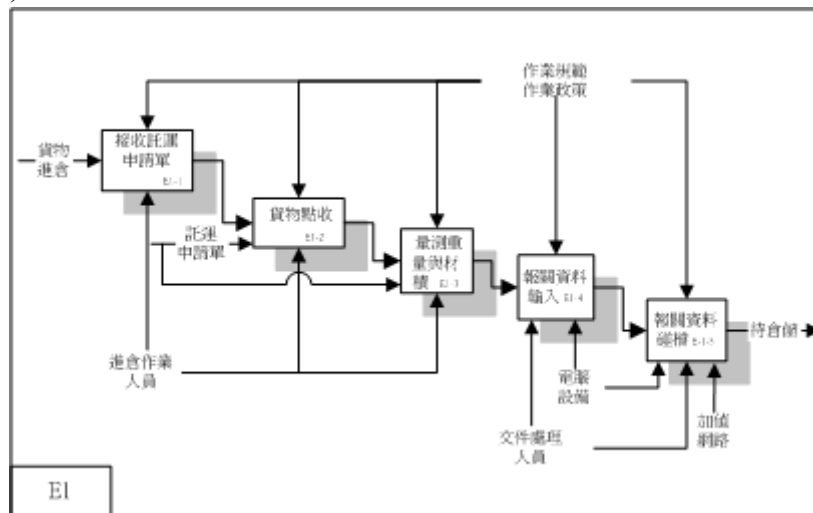 )
作業規範
作業政策
接收託運
申請單
E1-1
貨物
進倉
貨物點收
E1-2
託運
申請單
量測重
量與材
積 E1-3
報關資料
輸入 E1-4
報關資料
碰檔 E-1-5
待倉儲
進倉作業
人員
電腦
設備
文件處理
人員
加值
網路
E1